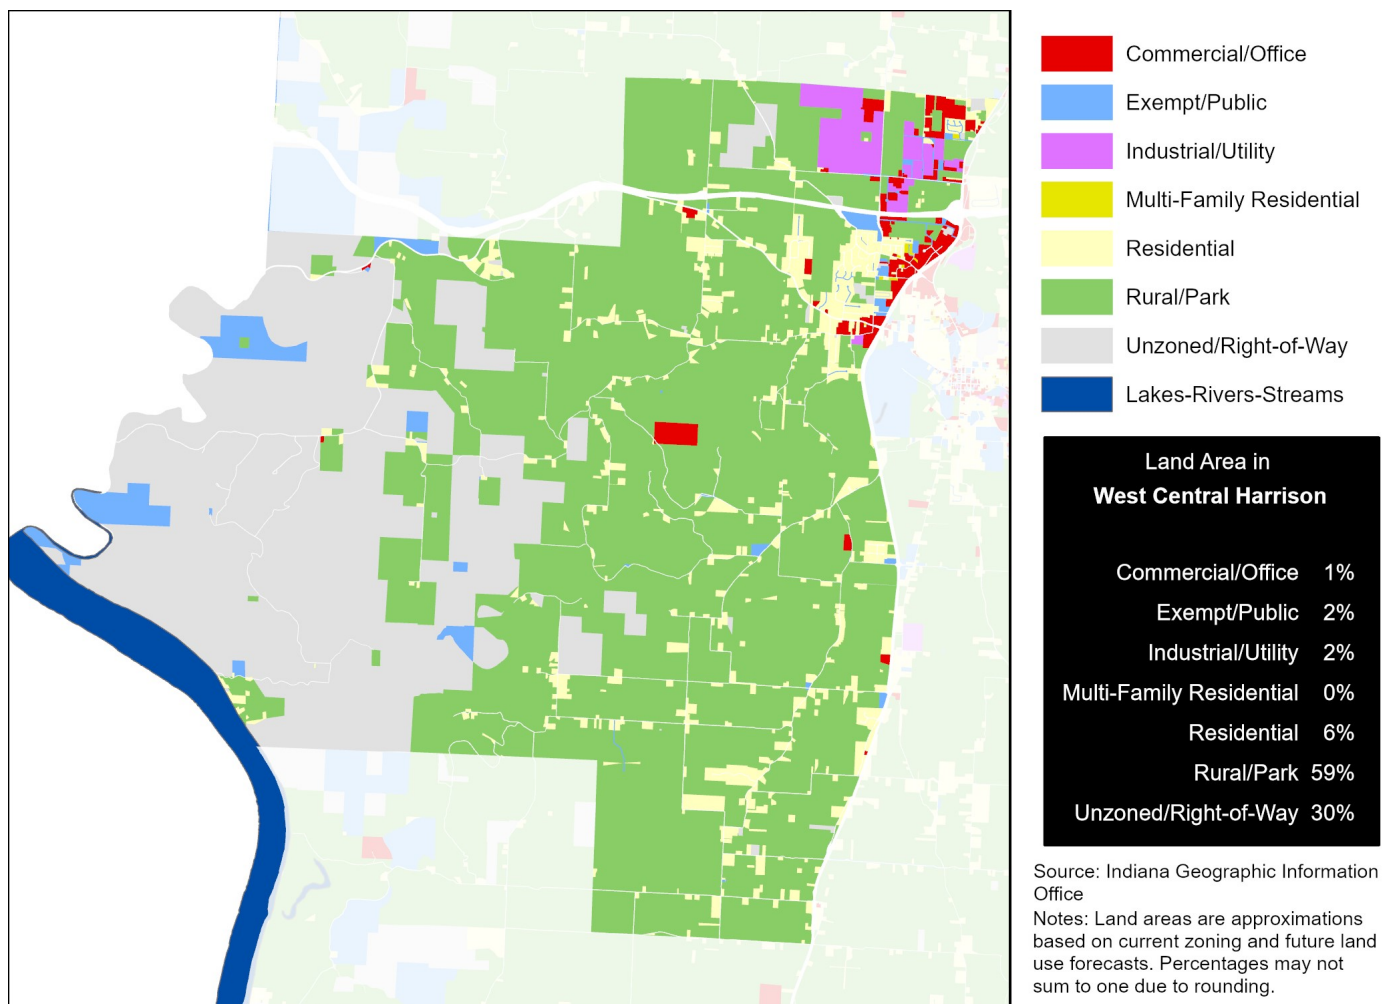 Commercial/Office
Exempt/Public
Industrial/Utility
Multi-Family Residential
Residential
Rural/Park
Unzoned/Right-of-Way
Lakes-Rivers-Streams
Land Area in
West Central Harrison
Commercial/Office 1%
Exempt/Public 2%
Industrial/Utility 2%
Multi-Family Residential 0%
Residential 6%
Rural/Park 59%
Unzoned/Right-of-Way 30%
Source: Indiana Geographic Information
Office
Notes: Land areas are approximations
based on current zoning and future land
use forecasts. Percentages may not
sum to one due to rounding.